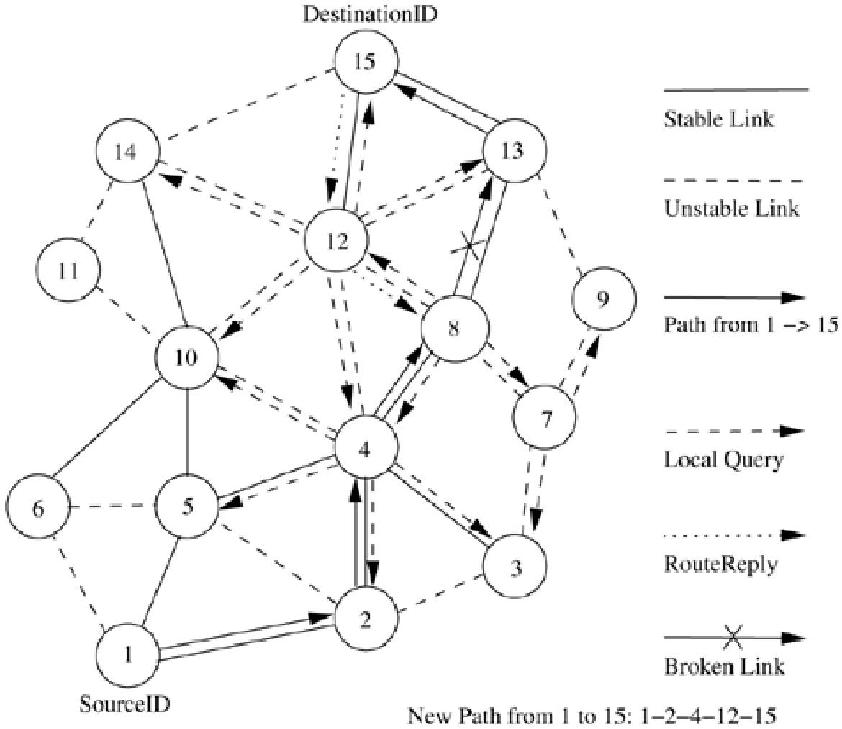 DestinationID
15
14
13
Stable Link
Unstable Link
12
11
9
Path from 1 -> 15
8
10
7
4
Local Query
6
5
3
RouteReply
2
1
Broken Link
SourceID
New Path from 1 to 15: 1-2-4-12-15